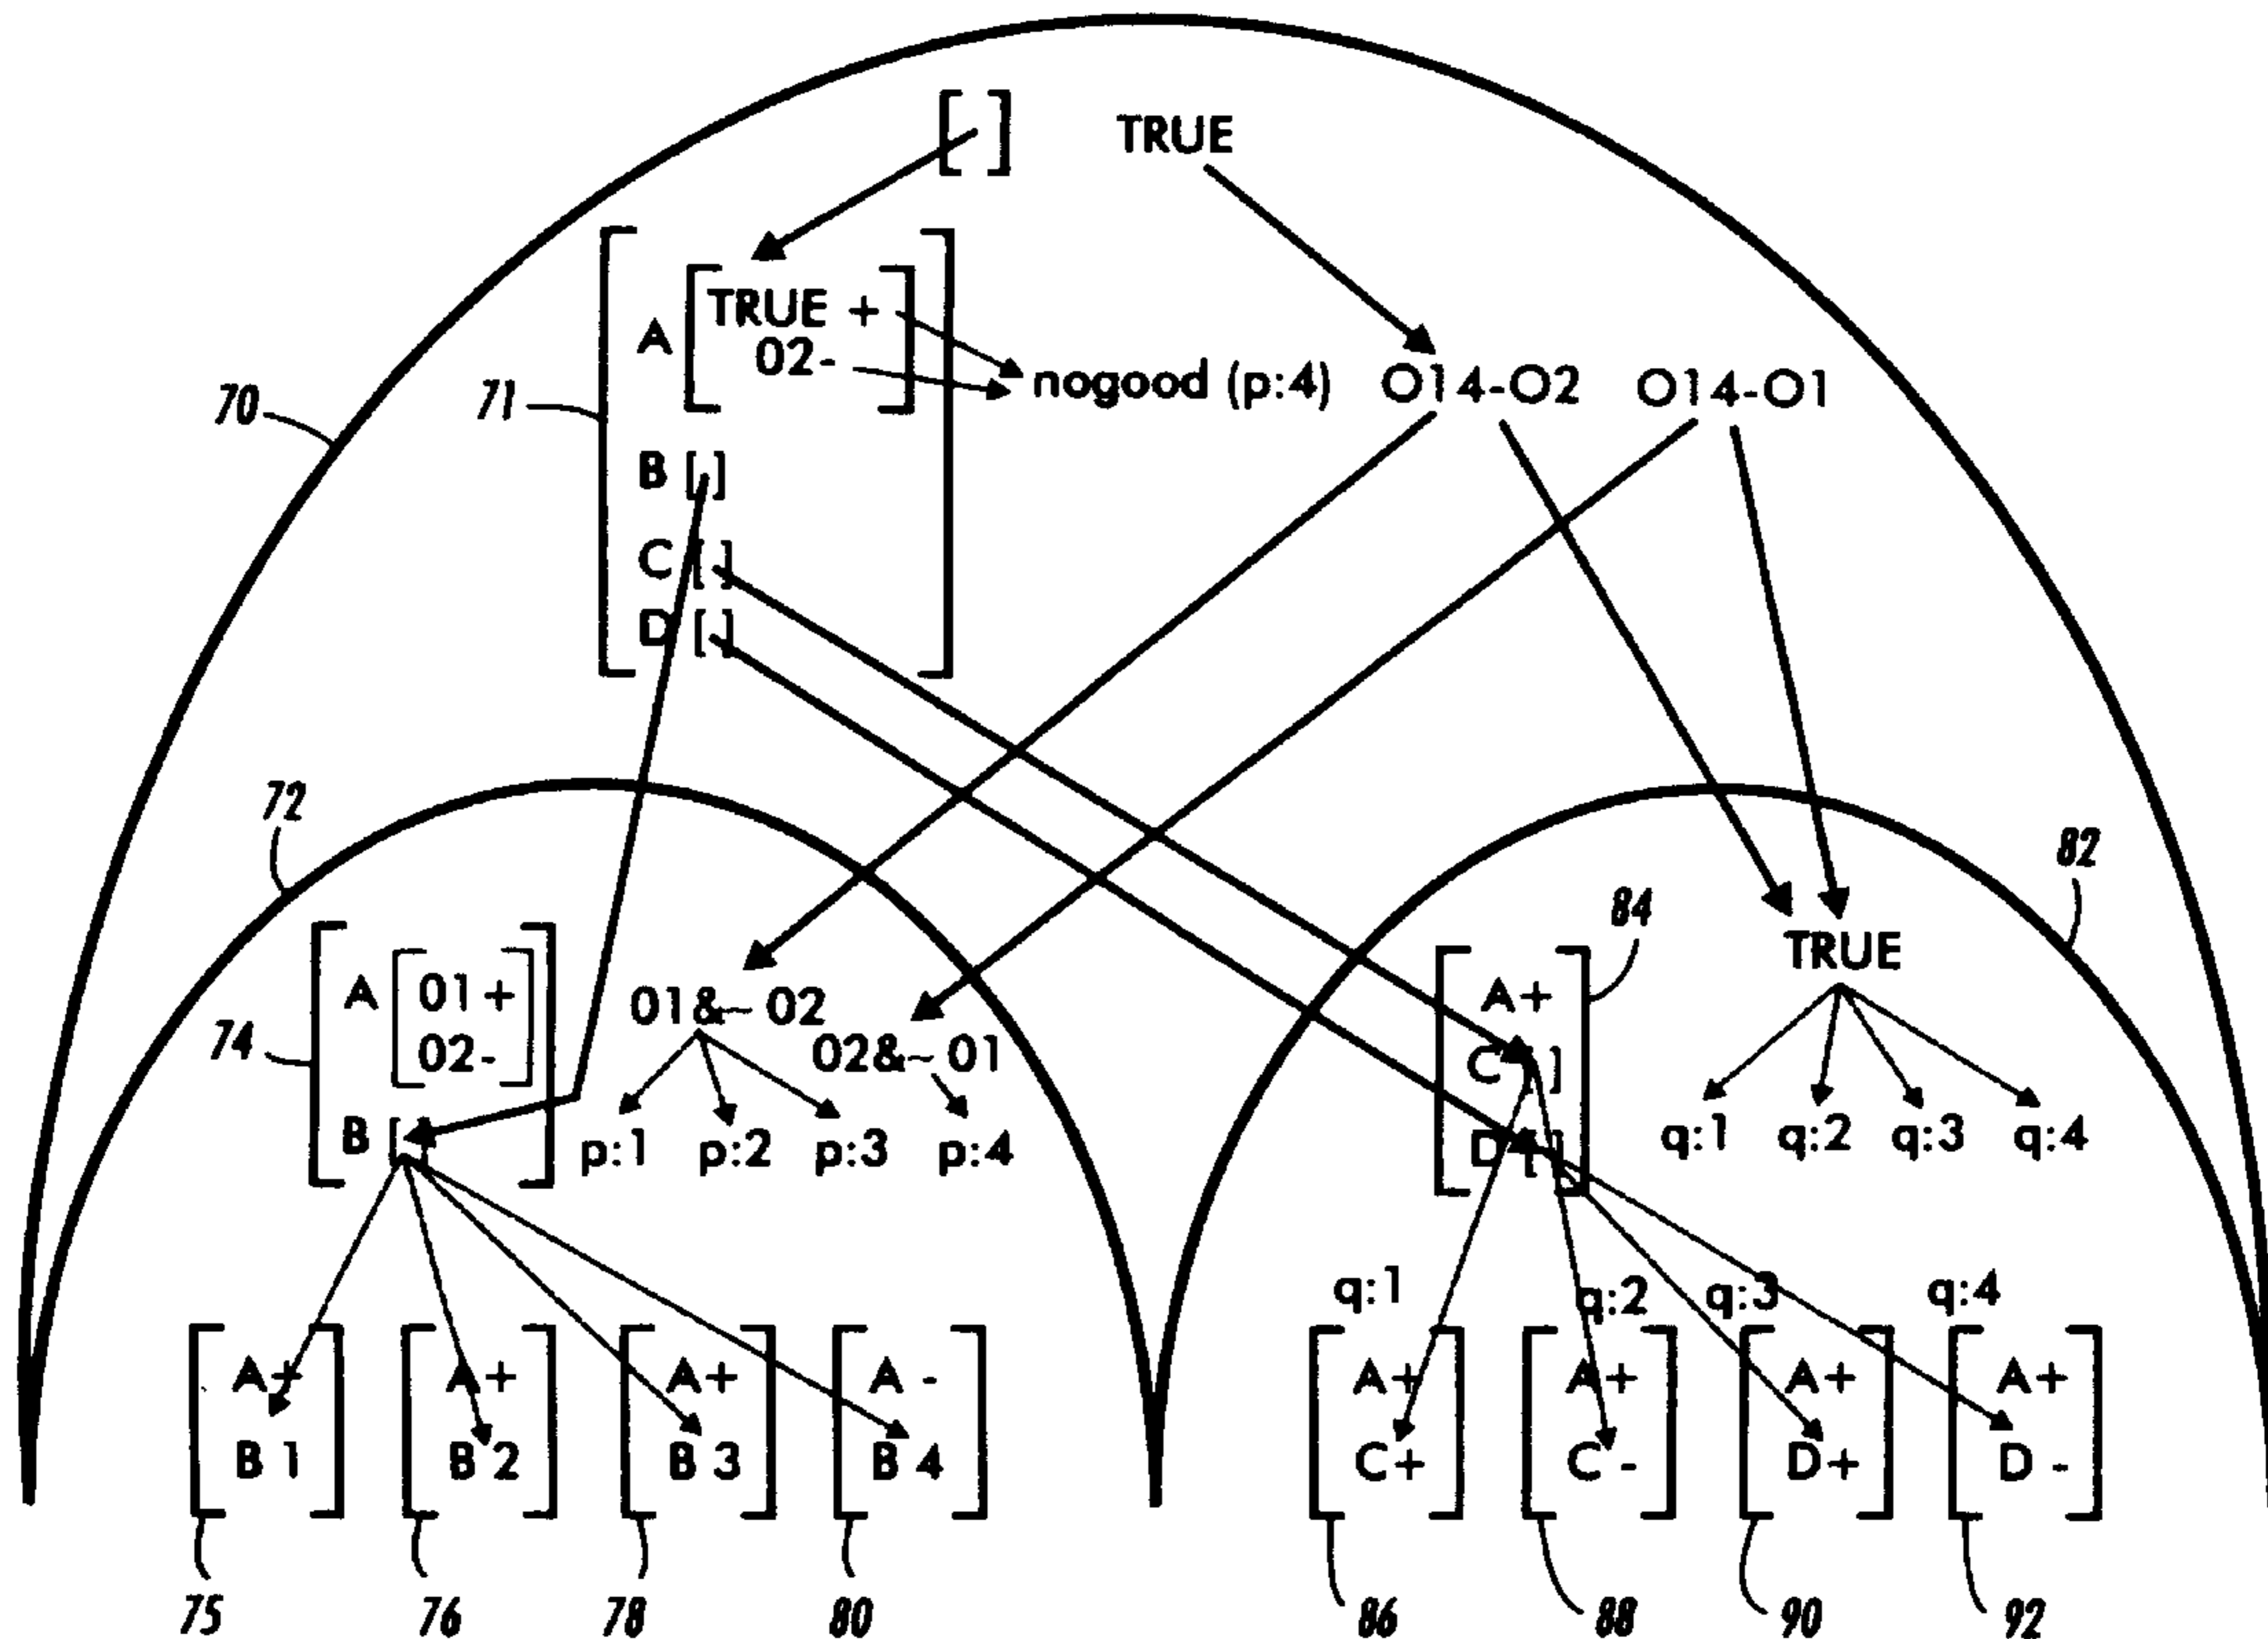 [ ] TRUE
A [ TRUE +
02- ]
nogood (p:4) O14-O2 O14-O1
70
71
B [ ]
C [ ]
D [ ]
72
82
84
74
A [ 01 +
02- ]
B [ ]
01&~ 02
02&~ 01
p:1 p:2 p:3 p:4
TRUE
A+
C [ ]
D [ ]
q:1 q:2 q:3 q:4
q:1 q:2 q:3 q:4
A+ A+ A+ A - A+ A+ A+ A+
B 1 B 2 B 3 B 4 C+ C - D+ D -
75 76 78 80 86 88 90 92